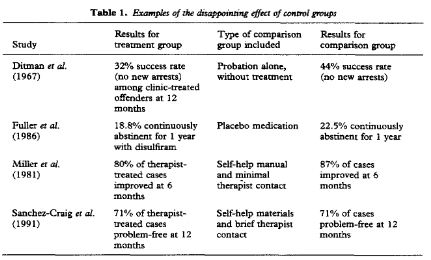 Table 1. Examples of the disappointing effect of control groups
Study
Results for
treatment group
Type of comparison
group included
Results for
comparison group
Ditman et al.
(1967)
32% success rate
(no new arrests)
among clinic-treated
offenders at 12
months
Probation alone,
without treatment
44% success rate
(no new arrests)
Fuller et al.
(1986)
18.8% continuously
abstinent for 1 year
with disulfiram
Placebo medication
22.5% continuously
abstinent for 1 year
Miller et al.
(1981)
80% of therapist-
treated cases
improved at 6
months
Self-help manual
and minimal
therapist contact
87% of cases
improved at 6
months
Sanchez-Craig et al.
(1991)
71% of therapist-
treated cases
problem-free at 12
months
Self-help materials
and brief therapist
contact
71% of cases
problem-free at 12
months